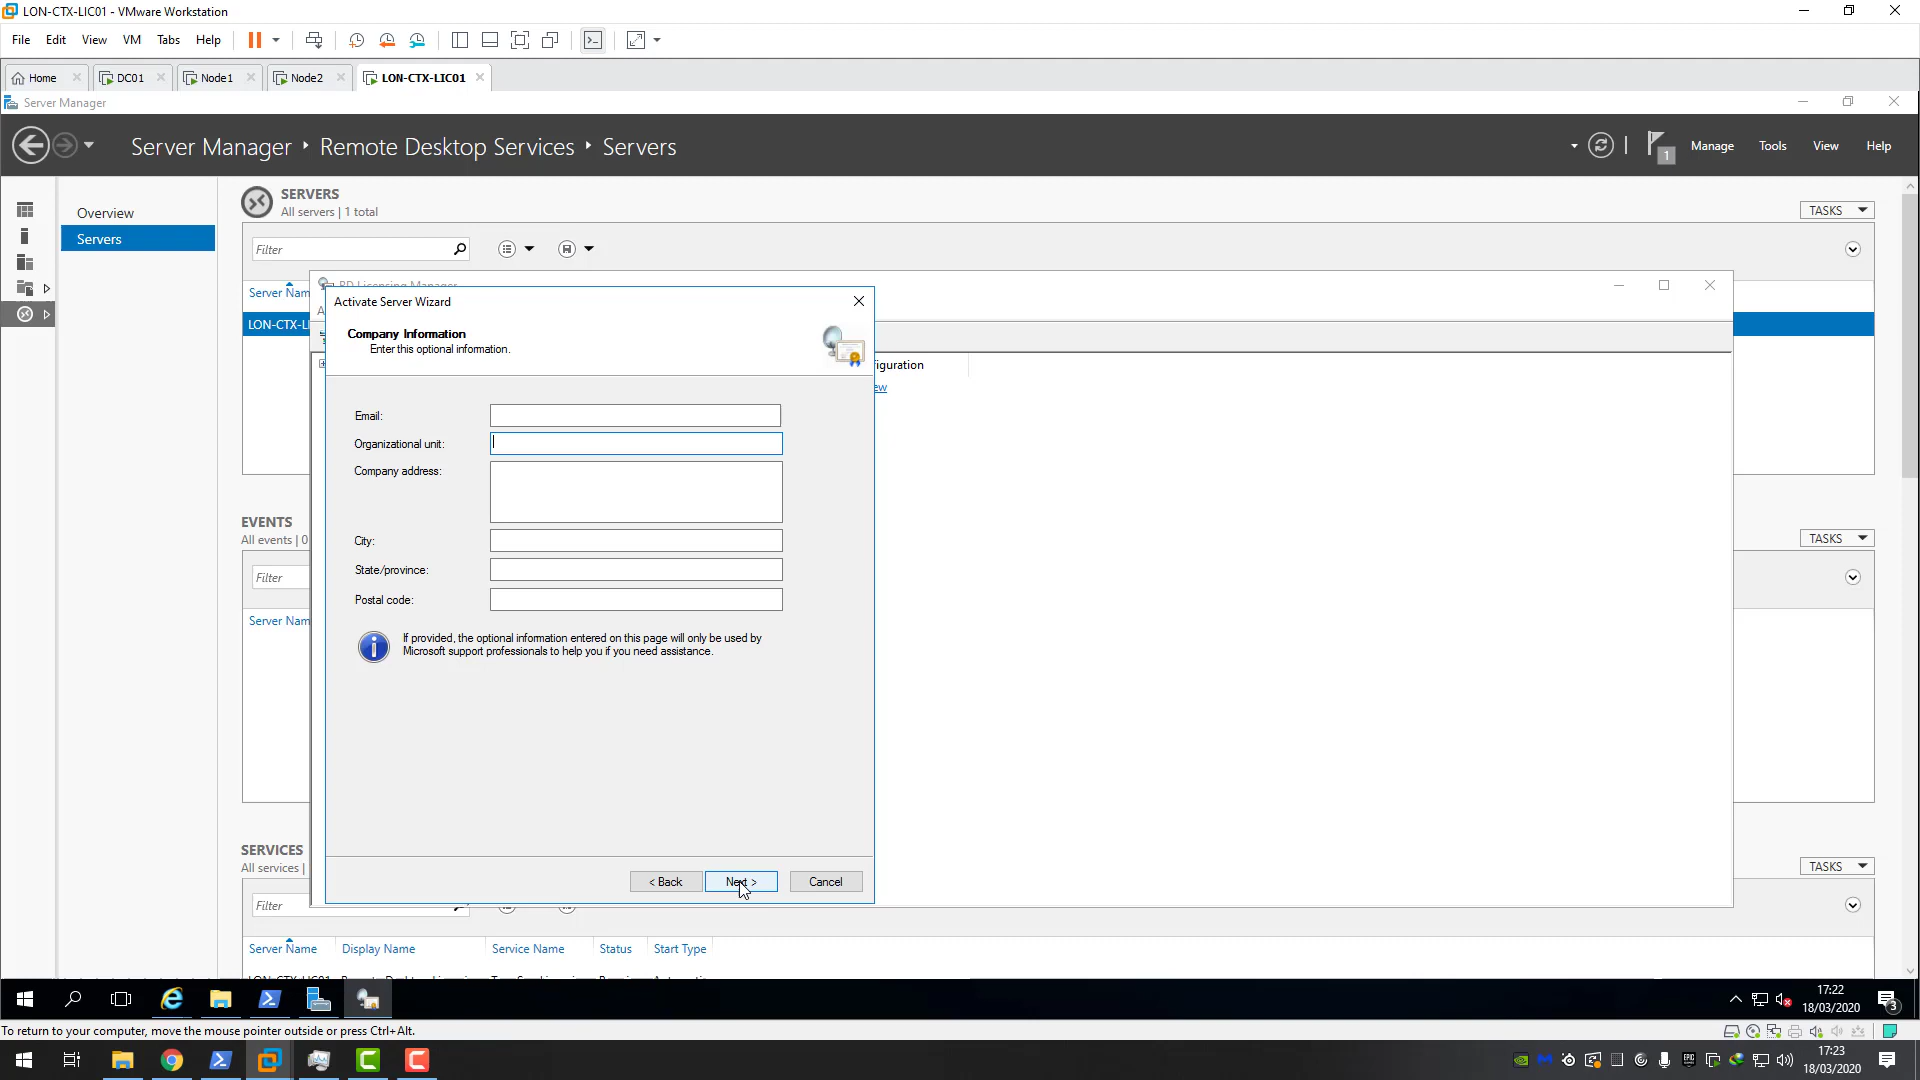 LON-CTX-LIC01 - VMware Workstation
File Edit View VM Tabs Help
Home DC01 Node1 Node2 LON-CTX-LIC01
Server Manager
Server Manager Remote Desktop Services Servers
1 Manage Tools View Help
Overview
Servers
SERVERS
All servers | 1 total
TASKS
Filter
RD Licensing Manager
Server Nam
LON-CTX-L
Activate Server Wizard
Company Information
Enter this optional information.
iguration
ew
Email:
Organizational unit:
Company address:
City:
State/province:
Postal code:
If provided, the optional information entered on this page will only be used by
Microsoft support professionals to help you if you need assistance.
< Back Next > Cancel
EVENTS
All events | 0
TASKS
Filter
Server Nam
SERVICES
All services |
TASKS
Filter
Server Name Display Name Service Name Status Start Type
17:22
18/03/2020
3
To return to your computer, move the mouse pointer outside or press Ctrl+Alt.
17:23
18/03/2020